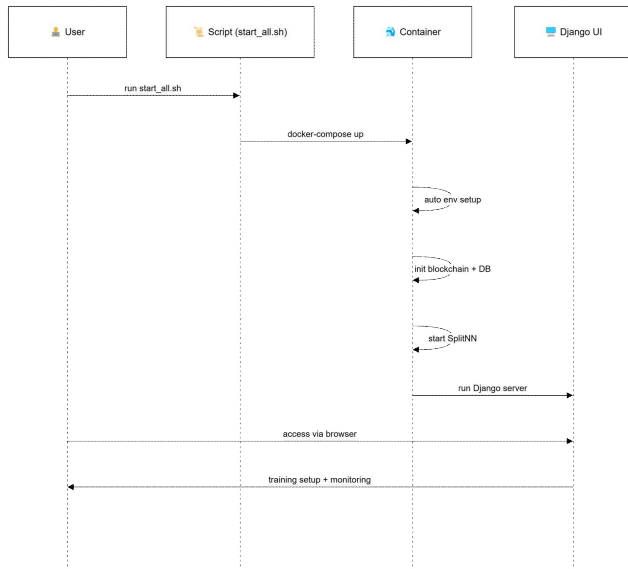 User
Script (start_all.sh)
Container
Django UI
run start_all.sh
docker-compose up
auto env setup
init blockchain + DB
start SplitNN
run Django server
access via browser
training setup + monitoring